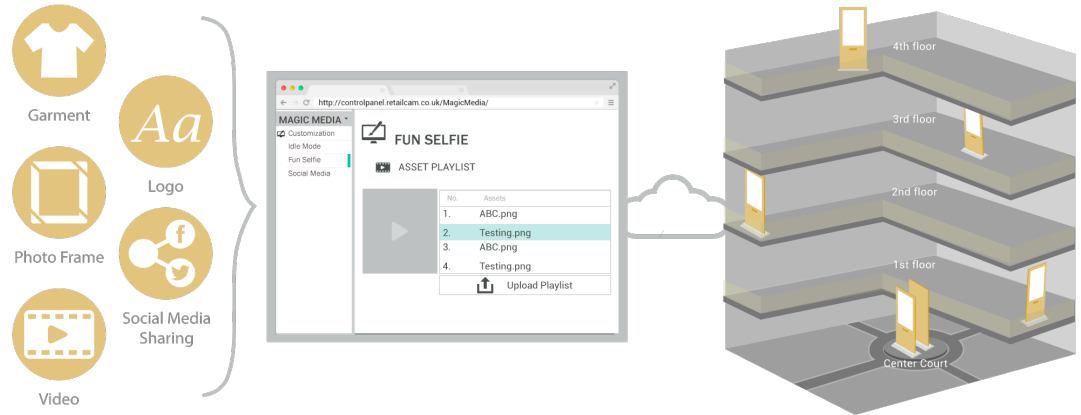 Garment
Aa
Logo
Photo Frame
f
Social Media
Sharing
Video
http://controlpanel.retailcam.co.uk/MagicMedia/
MAGIC MEDIA
Customization
Idle Mode
Fun Selfie
Social Media
FUN SELFIE
ASSET PLAYLIST
No. Assets
1. ABC.png
2. Testing.png
3. ABC.png
4. Testing.png
Upload Playlist
4th floor
3rd floor
2nd floor
1st floor
Center Court